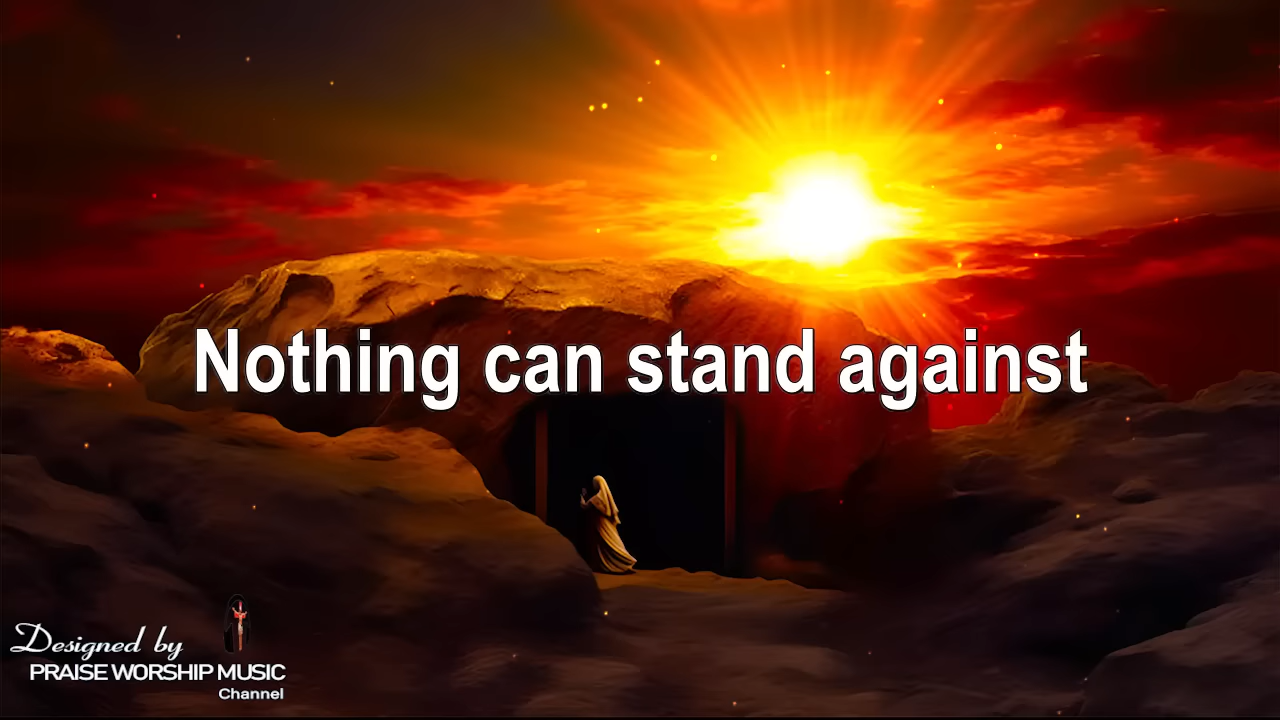 Nothing can stand against
Designed by
PRAISE WORSHIP MUSIC
Channel